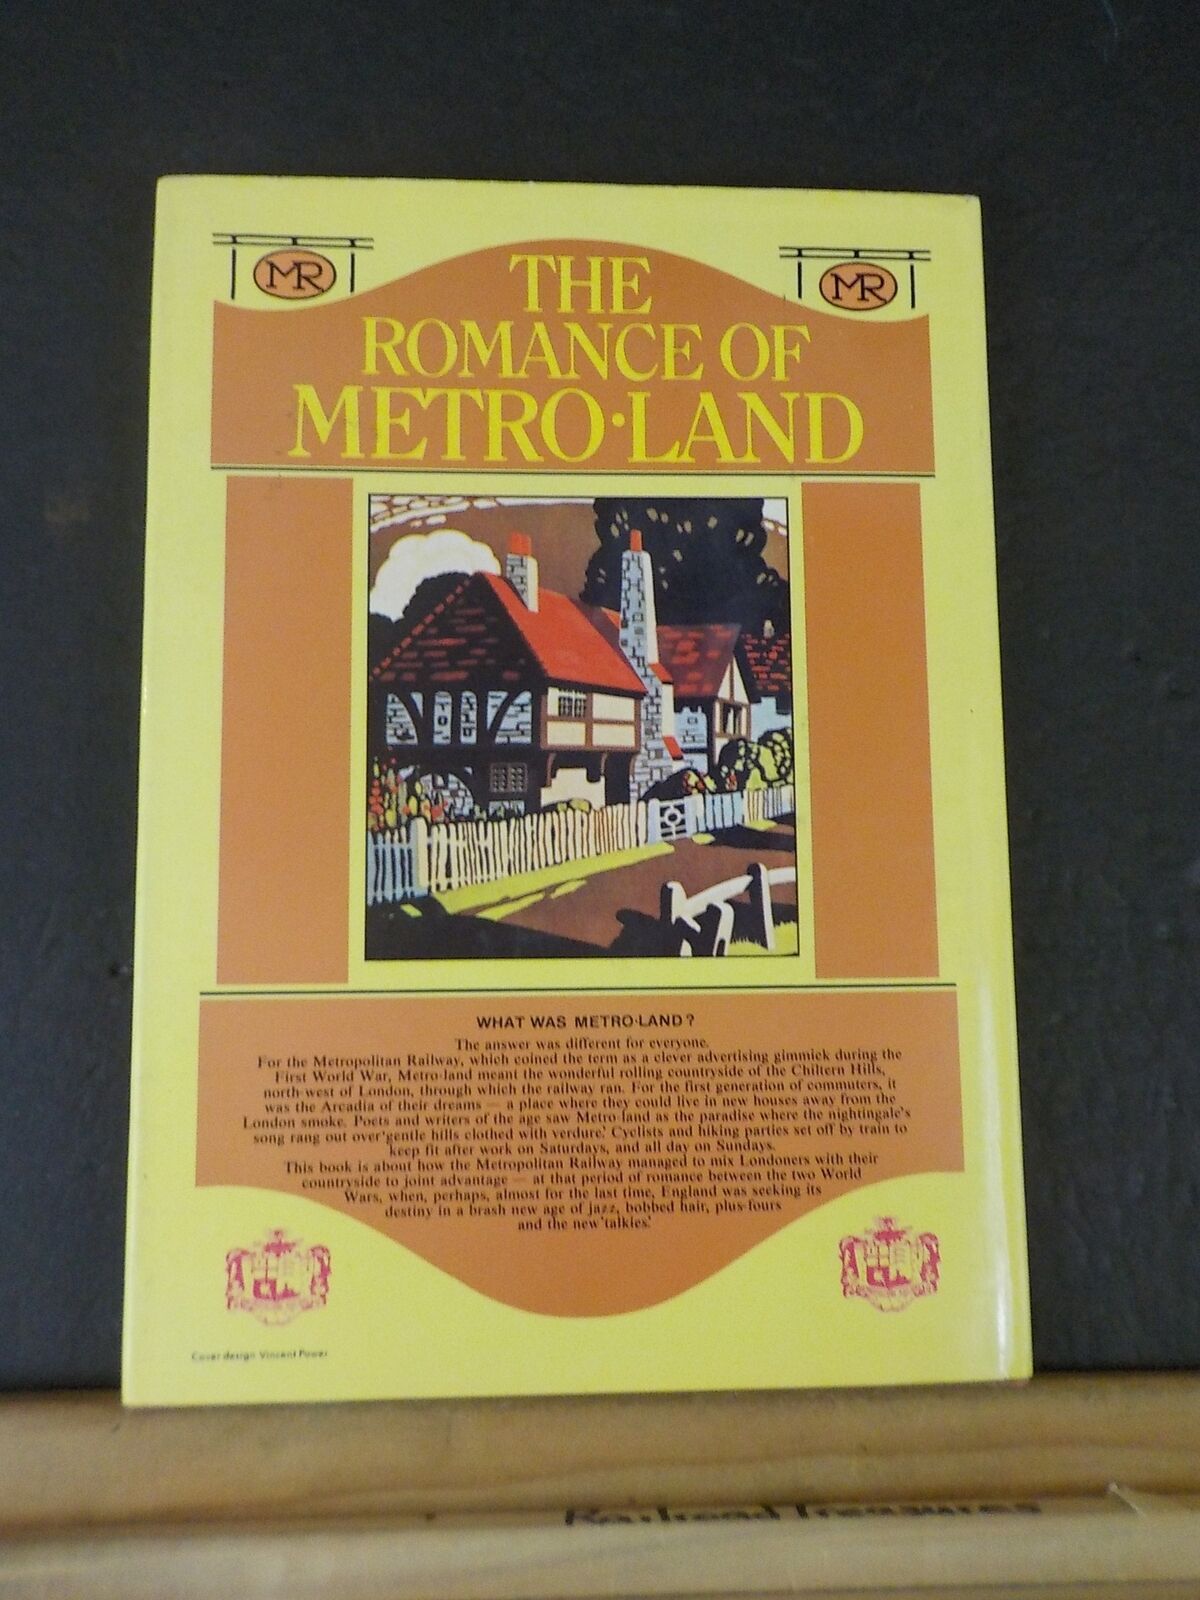 MR
MR
THE
ROMANCE OF
METRO·LAND
WHAT WAS METRO·LAND?
The answer was different for everyone.
For the Metropolitan Railway, which coined the term as a clever advertising gimmick during the
First World War, Metro-land meant the wonderful rolling countryside of the Chiltern Hills,
north-west of London, through which the railway ran. For the first generation of commuters, it
was the Arcadia of their dreams — a place where they could live in new houses away from the
London smoke. Poets and writers of the age saw Metro-land as the paradise where the nightingale's
song rang out over 'gentle hills clothed with verdure.' Cyclists and hiking parties set off by train to
keep fit after work on Saturdays, and all day on Sundays.
This book is about how the Metropolitan Railway managed to mix Londoners with their
countryside to joint advantage — at that period of romance between the two World
Wars, when, perhaps, almost for the last time, England was seeking its
destiny in a brash new age of jazz, bobbed hair, plus-fours
and the new 'talkies.'
Cover design Vincent Power
Railroad Treasures